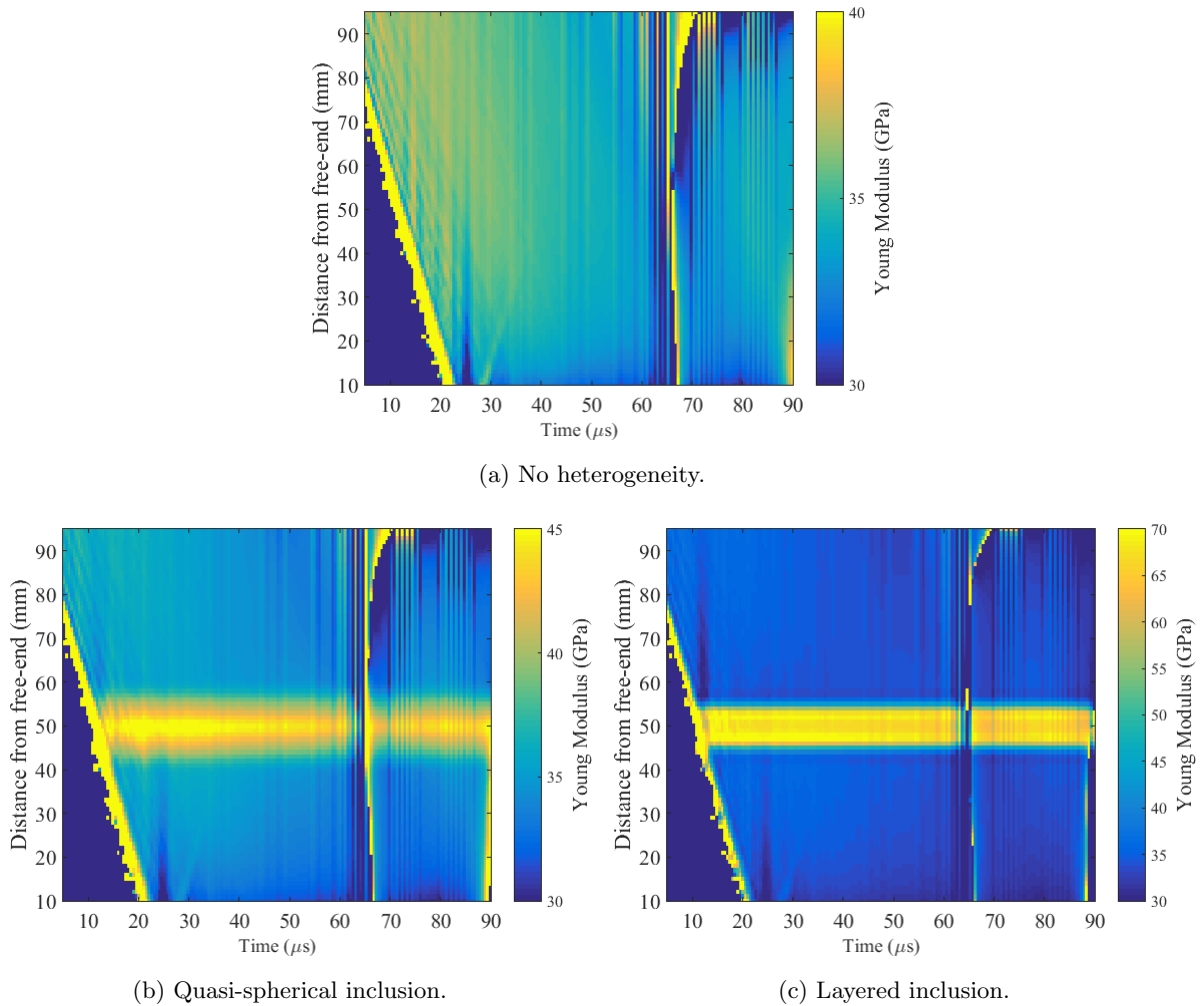 Distance from free-end (mm)
90
80
70
60
50
40
30
20
10
10 20 30 40 50 60 70 80 90
Time (μs)
40
35
30
Young Modulus (GPa)
(a) No heterogeneity.
Distance from free-end (mm)
90
80
70
60
50
40
30
20
10
10 20 30 40 50 60 70 80 90
Time (μs)
45
40
35
30
Young Modulus (GPa)
(b) Quasi-spherical inclusion.
Distance from free-end (mm)
90
80
70
60
50
40
30
20
10
10 20 30 40 50 60 70 80 90
Time (μs)
70
65
60
55
50
45
40
35
30
Young Modulus (GPa)
(c) Layered inclusion.